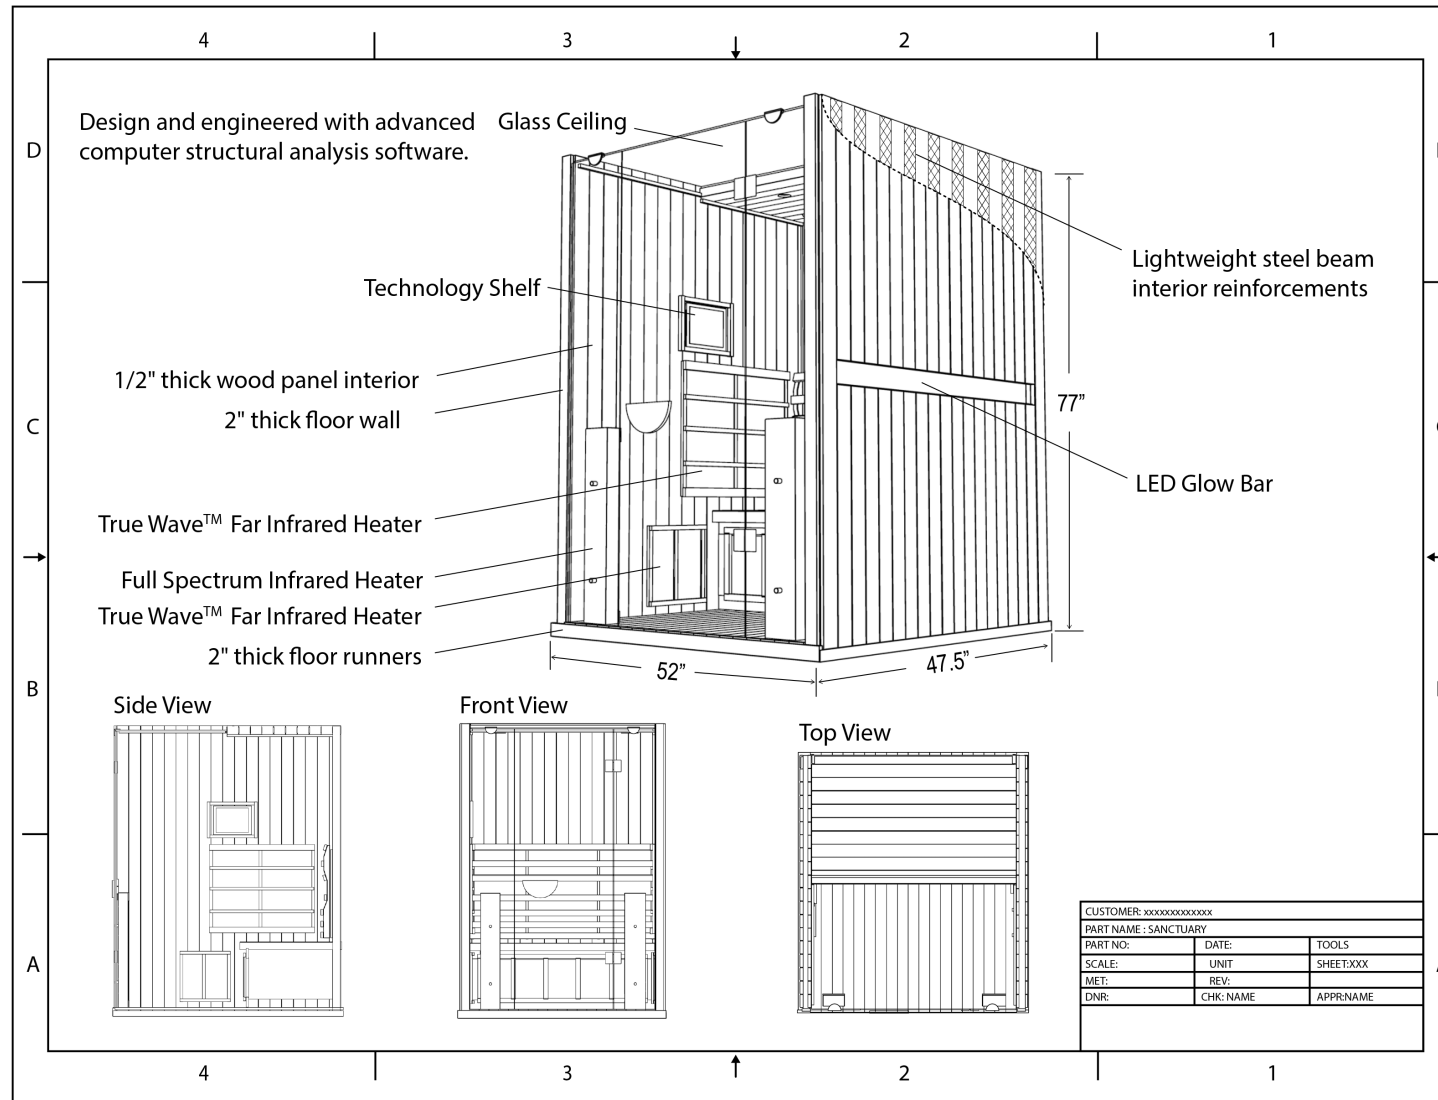 4 3 2 1
D
Design and engineered with advanced
computer structural analysis software.
Glass Ceiling
Lightweight steel beam
interior reinforcements
Technology Shelf
1/2" thick wood panel interior
2" thick floor wall
C
77”
LED Glow Bar
True Wave™ Far Infrared Heater
Full Spectrum Infrared Heater
True Wave™ Far Infrared Heater
2" thick floor runners
52”
47.5”
B
Side View
Front View
Top View
A
CUSTOMER: xxxxxxxxxxxxx
PART NAME : SANCTUARY
PART NO: DATE: TOOLS
SCALE: UNIT SHEET:XXX
MET: REV:
DNR: CHK: NAME APPR:NAME
4 3 2 1